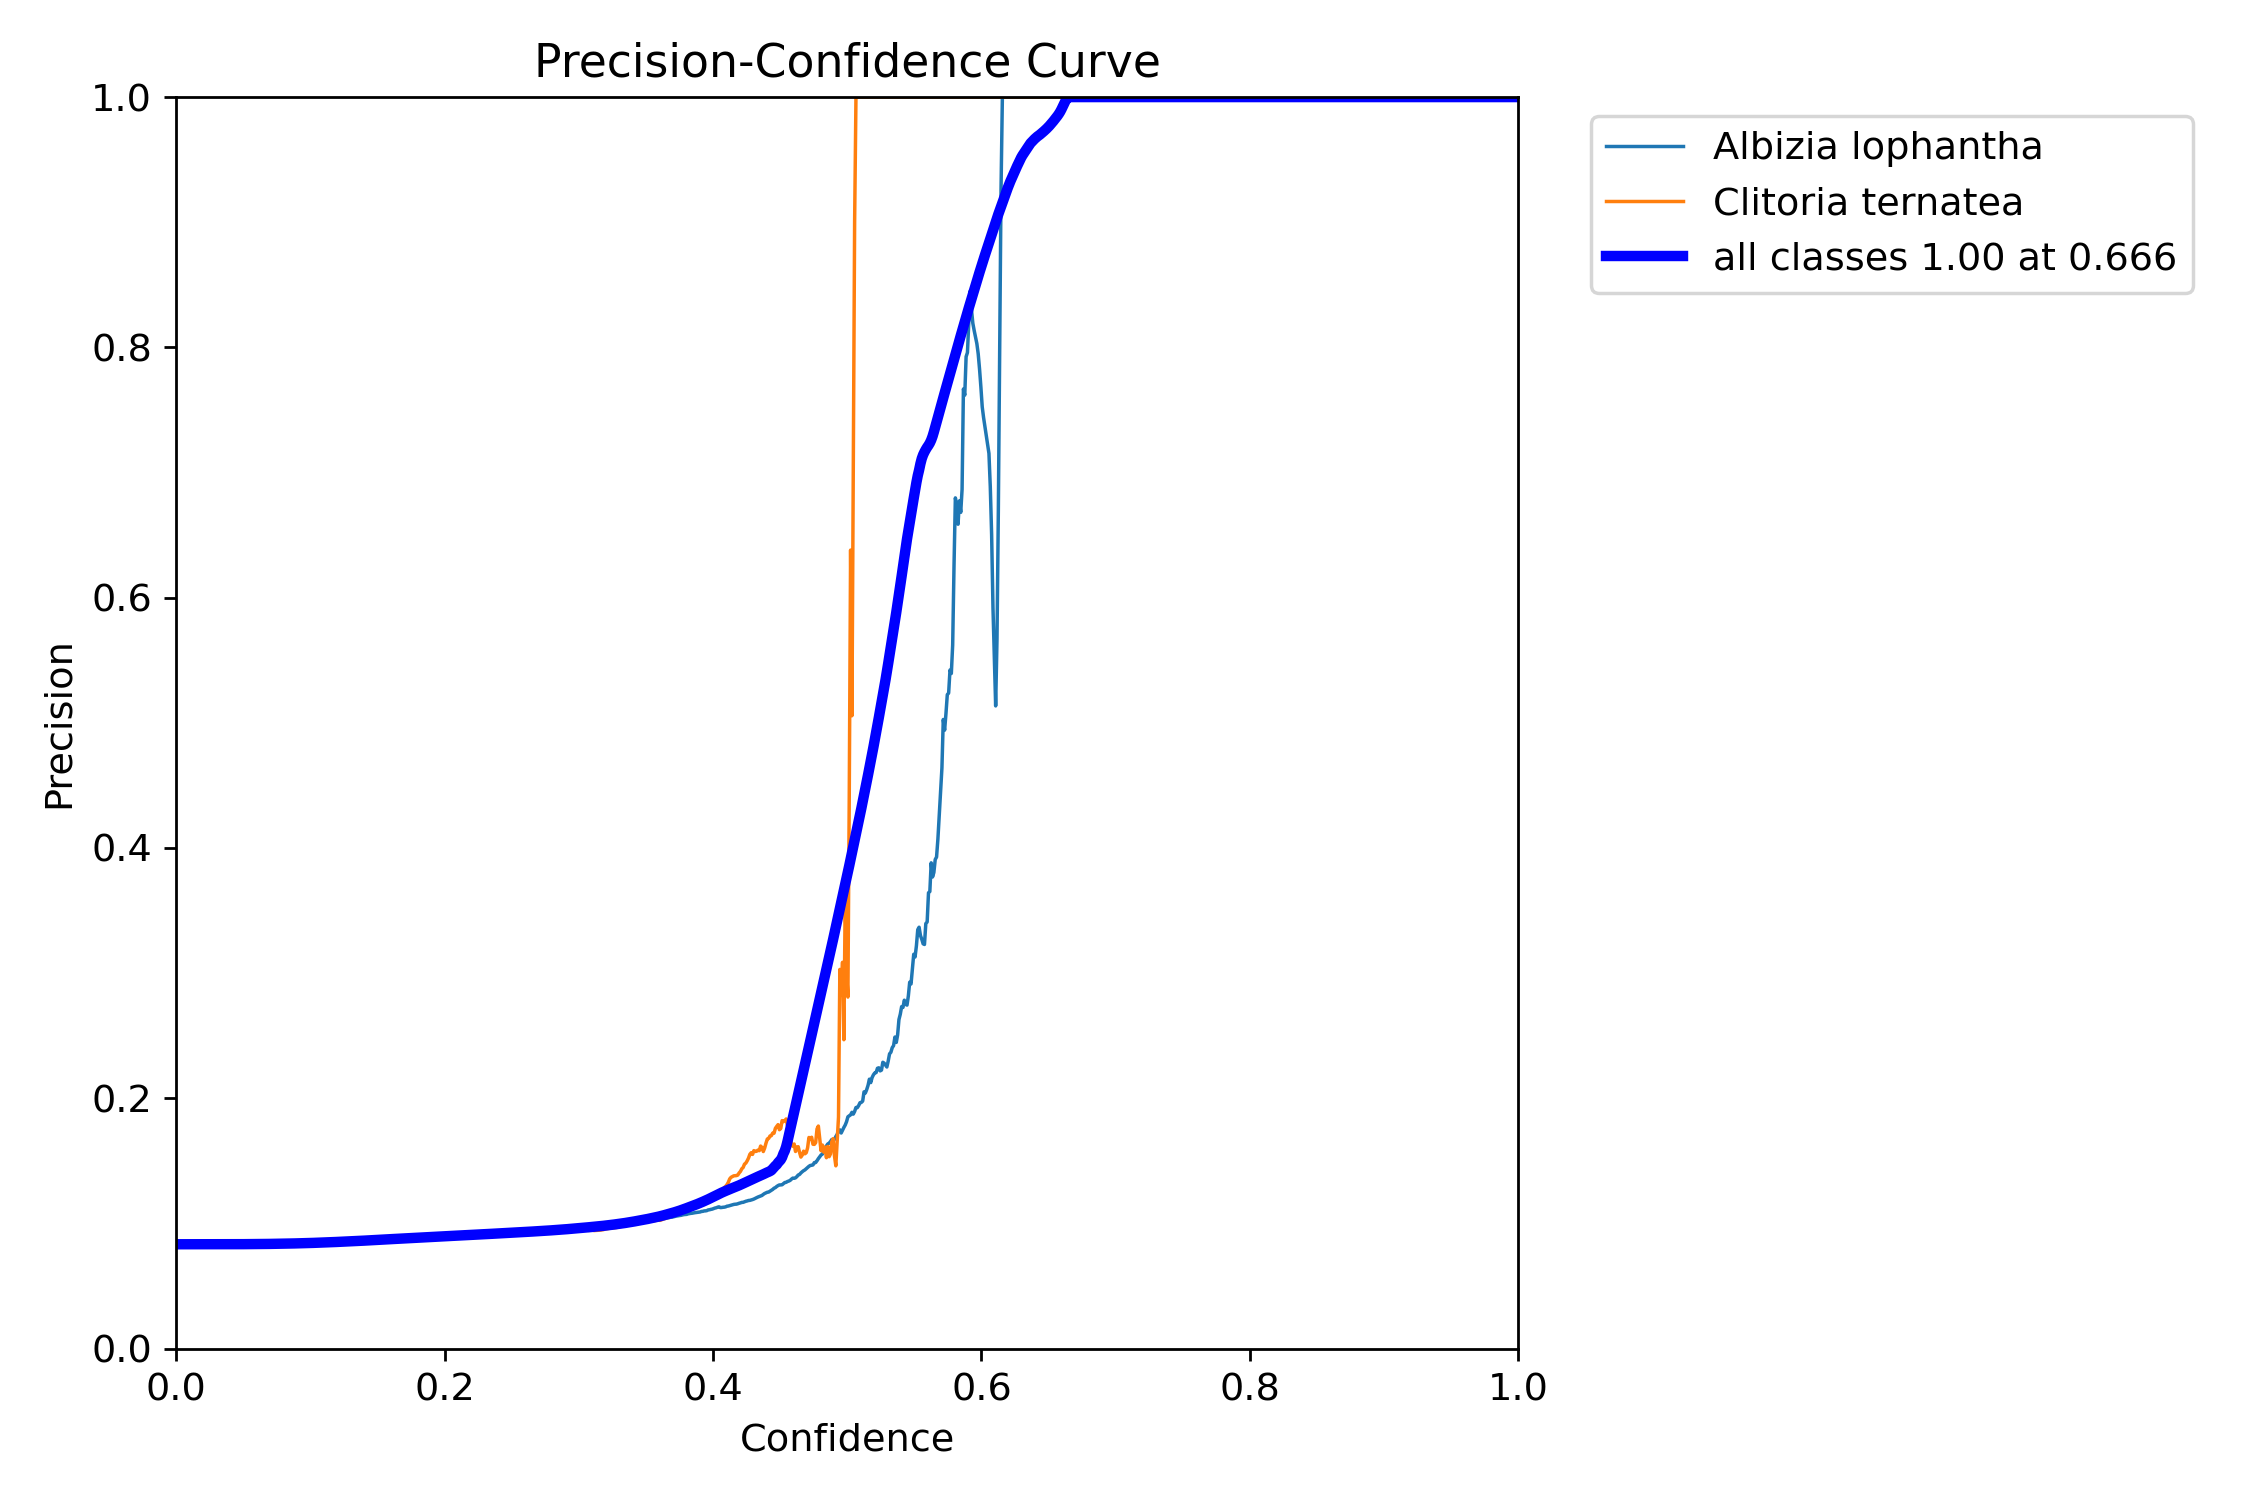 Precision-Confidence Curve
1.0
0.8
0.6
0.4
0.2
0.0
Precision
0.0 0.2 0.4 0.6 0.8 1.0
Confidence
Albizia lophantha
Clitoria ternatea
all classes 1.00 at 0.666